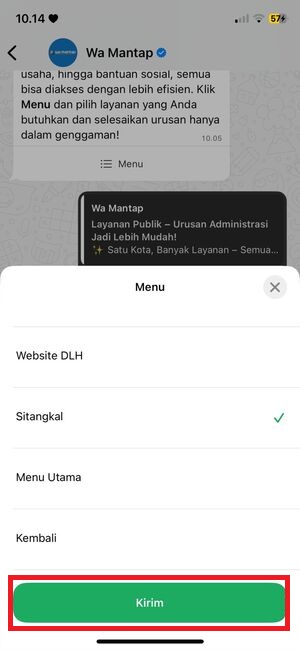 10.14
57
WA MANTAP
Wa Mantap
usaha, hingga bantuan sosial, semua
bisa diakses dengan lebih efisien. Klik
Menu dan pilih layanan yang Anda
butuhkan dan selesaikan urusan hanya
dalam genggaman!
10.05
Menu
Wa Mantap
Layanan Publik – Urusan Administrasi
Jadi Lebih Mudah!
✨ Satu Kota, Banyak Layanan – Semua...
Menu
Website DLH
Sitangkal
Menu Utama
Kembali
Kirim